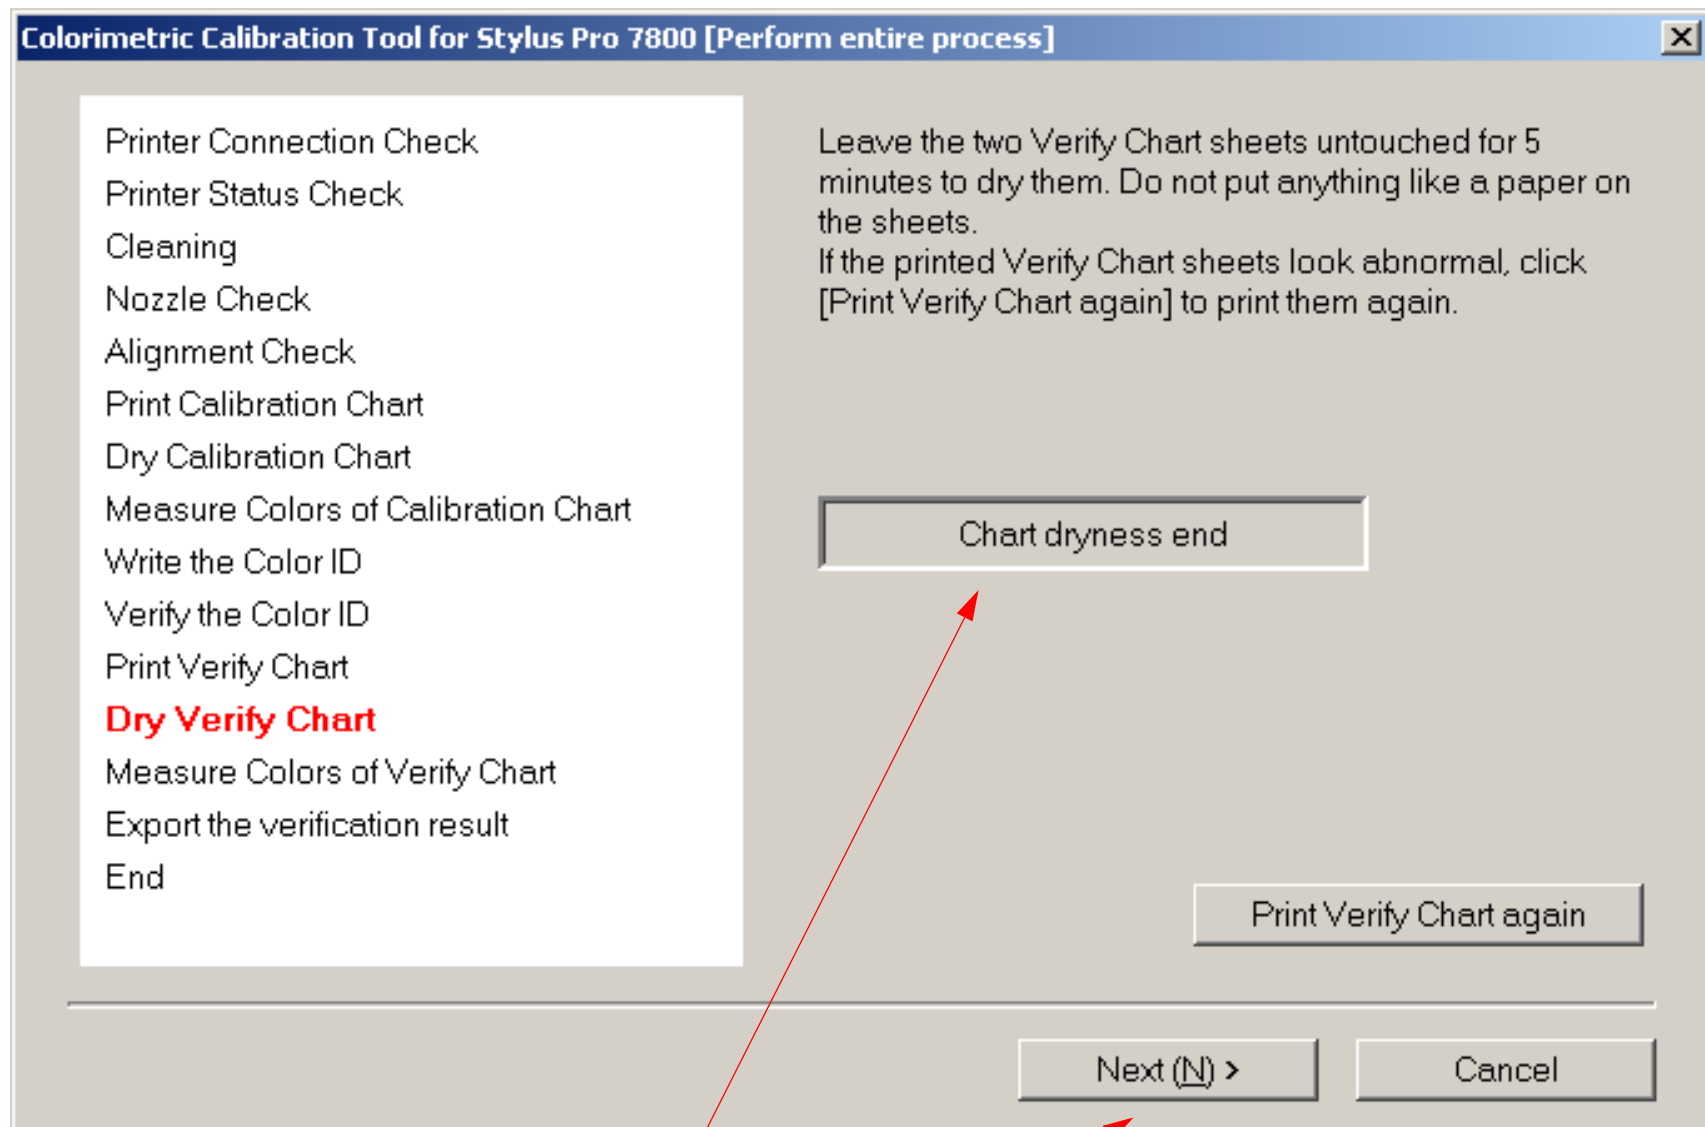 Colorimetric Calibration Tool for Stylus Pro 7800 [Perform entire process]
Printer Connection Check
Printer Status Check
Cleaning
Nozzle Check
Alignment Check
Print Calibration Chart
Dry Calibration Chart
Measure Colors of Calibration Chart
Write the Color ID
Verify the Color ID
Print Verify Chart
Dry Verify Chart
Measure Colors of Verify Chart
Export the verification result
End
Leave the two Verify Chart sheets untouched for 5
minutes to dry them. Do not put anything like a paper on
the sheets.
If the printed Verify Chart sheets look abnormal, click
[Print Verify Chart again] to print them again.
Chart dryness end
Print Verify Chart again
Next (N) >
Cancel